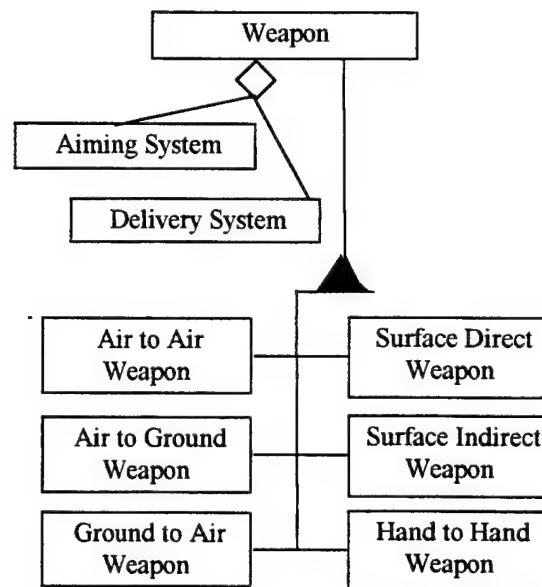 Weapon
Aiming System
Delivery System
Air to Air
Weapon
Surface Direct
Weapon
Air to Ground
Weapon
Surface Indirect
Weapon
Ground to Air
Weapon
Hand to Hand
Weapon